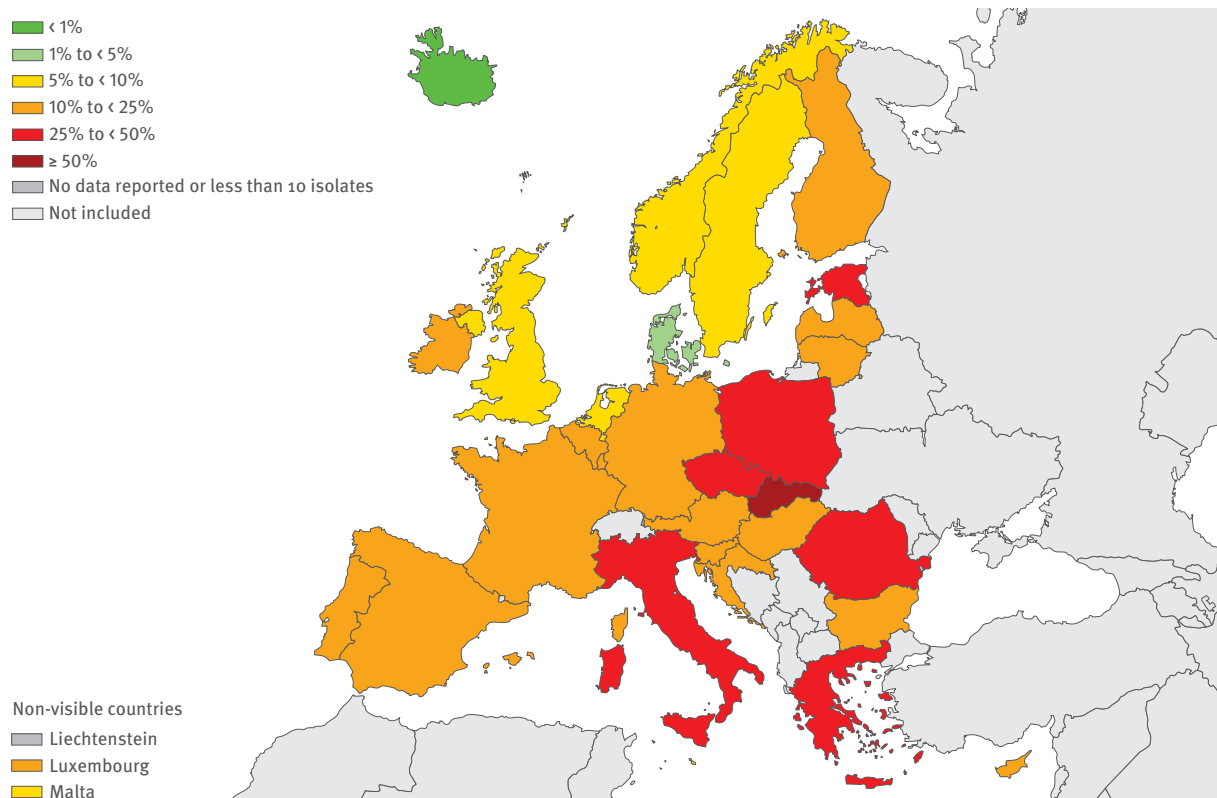 < 1%
1% to < 5%
5% to < 10%
10% to < 25%
25% to < 50%
≥ 50%
No data reported or less than 10 isolates
Not included
Non-visible countries
Liechtenstein
Luxembourg
Malta